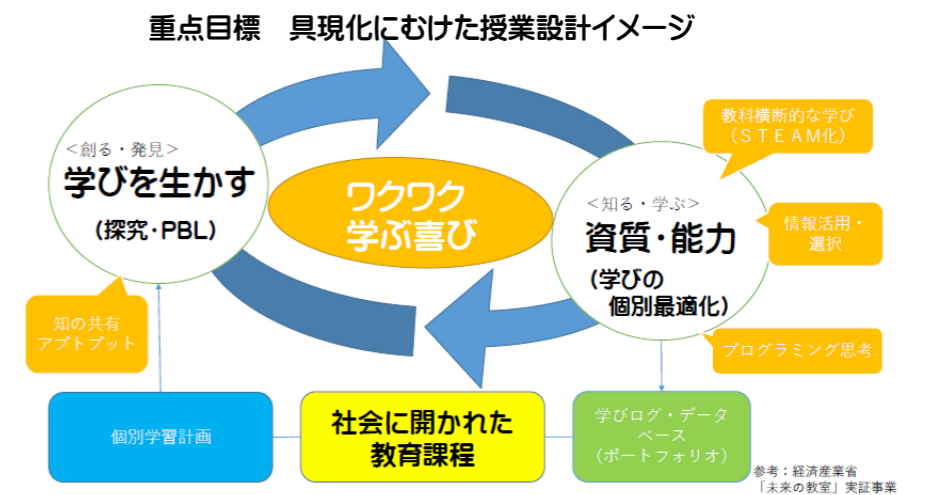 重点目標　具現化にむけた授業設計イメージ
＜創る・発見＞
学びを生かす
（探究・PBL）
ワクワク
学ぶ喜び
＜知る・学ぶ＞
資質・能力
（学びの
個別最適化）
教科横断的な学び
（ＳＴＥＡＭ化）
情報活用・
選択
プログラミング思考
知の共有
アプトプット
個別学習計画
社会に開かれた
教育課程
学びログ・データ
ベース
（ポートフォリオ）
参考：経済産業省
「未来の教室」実証事業